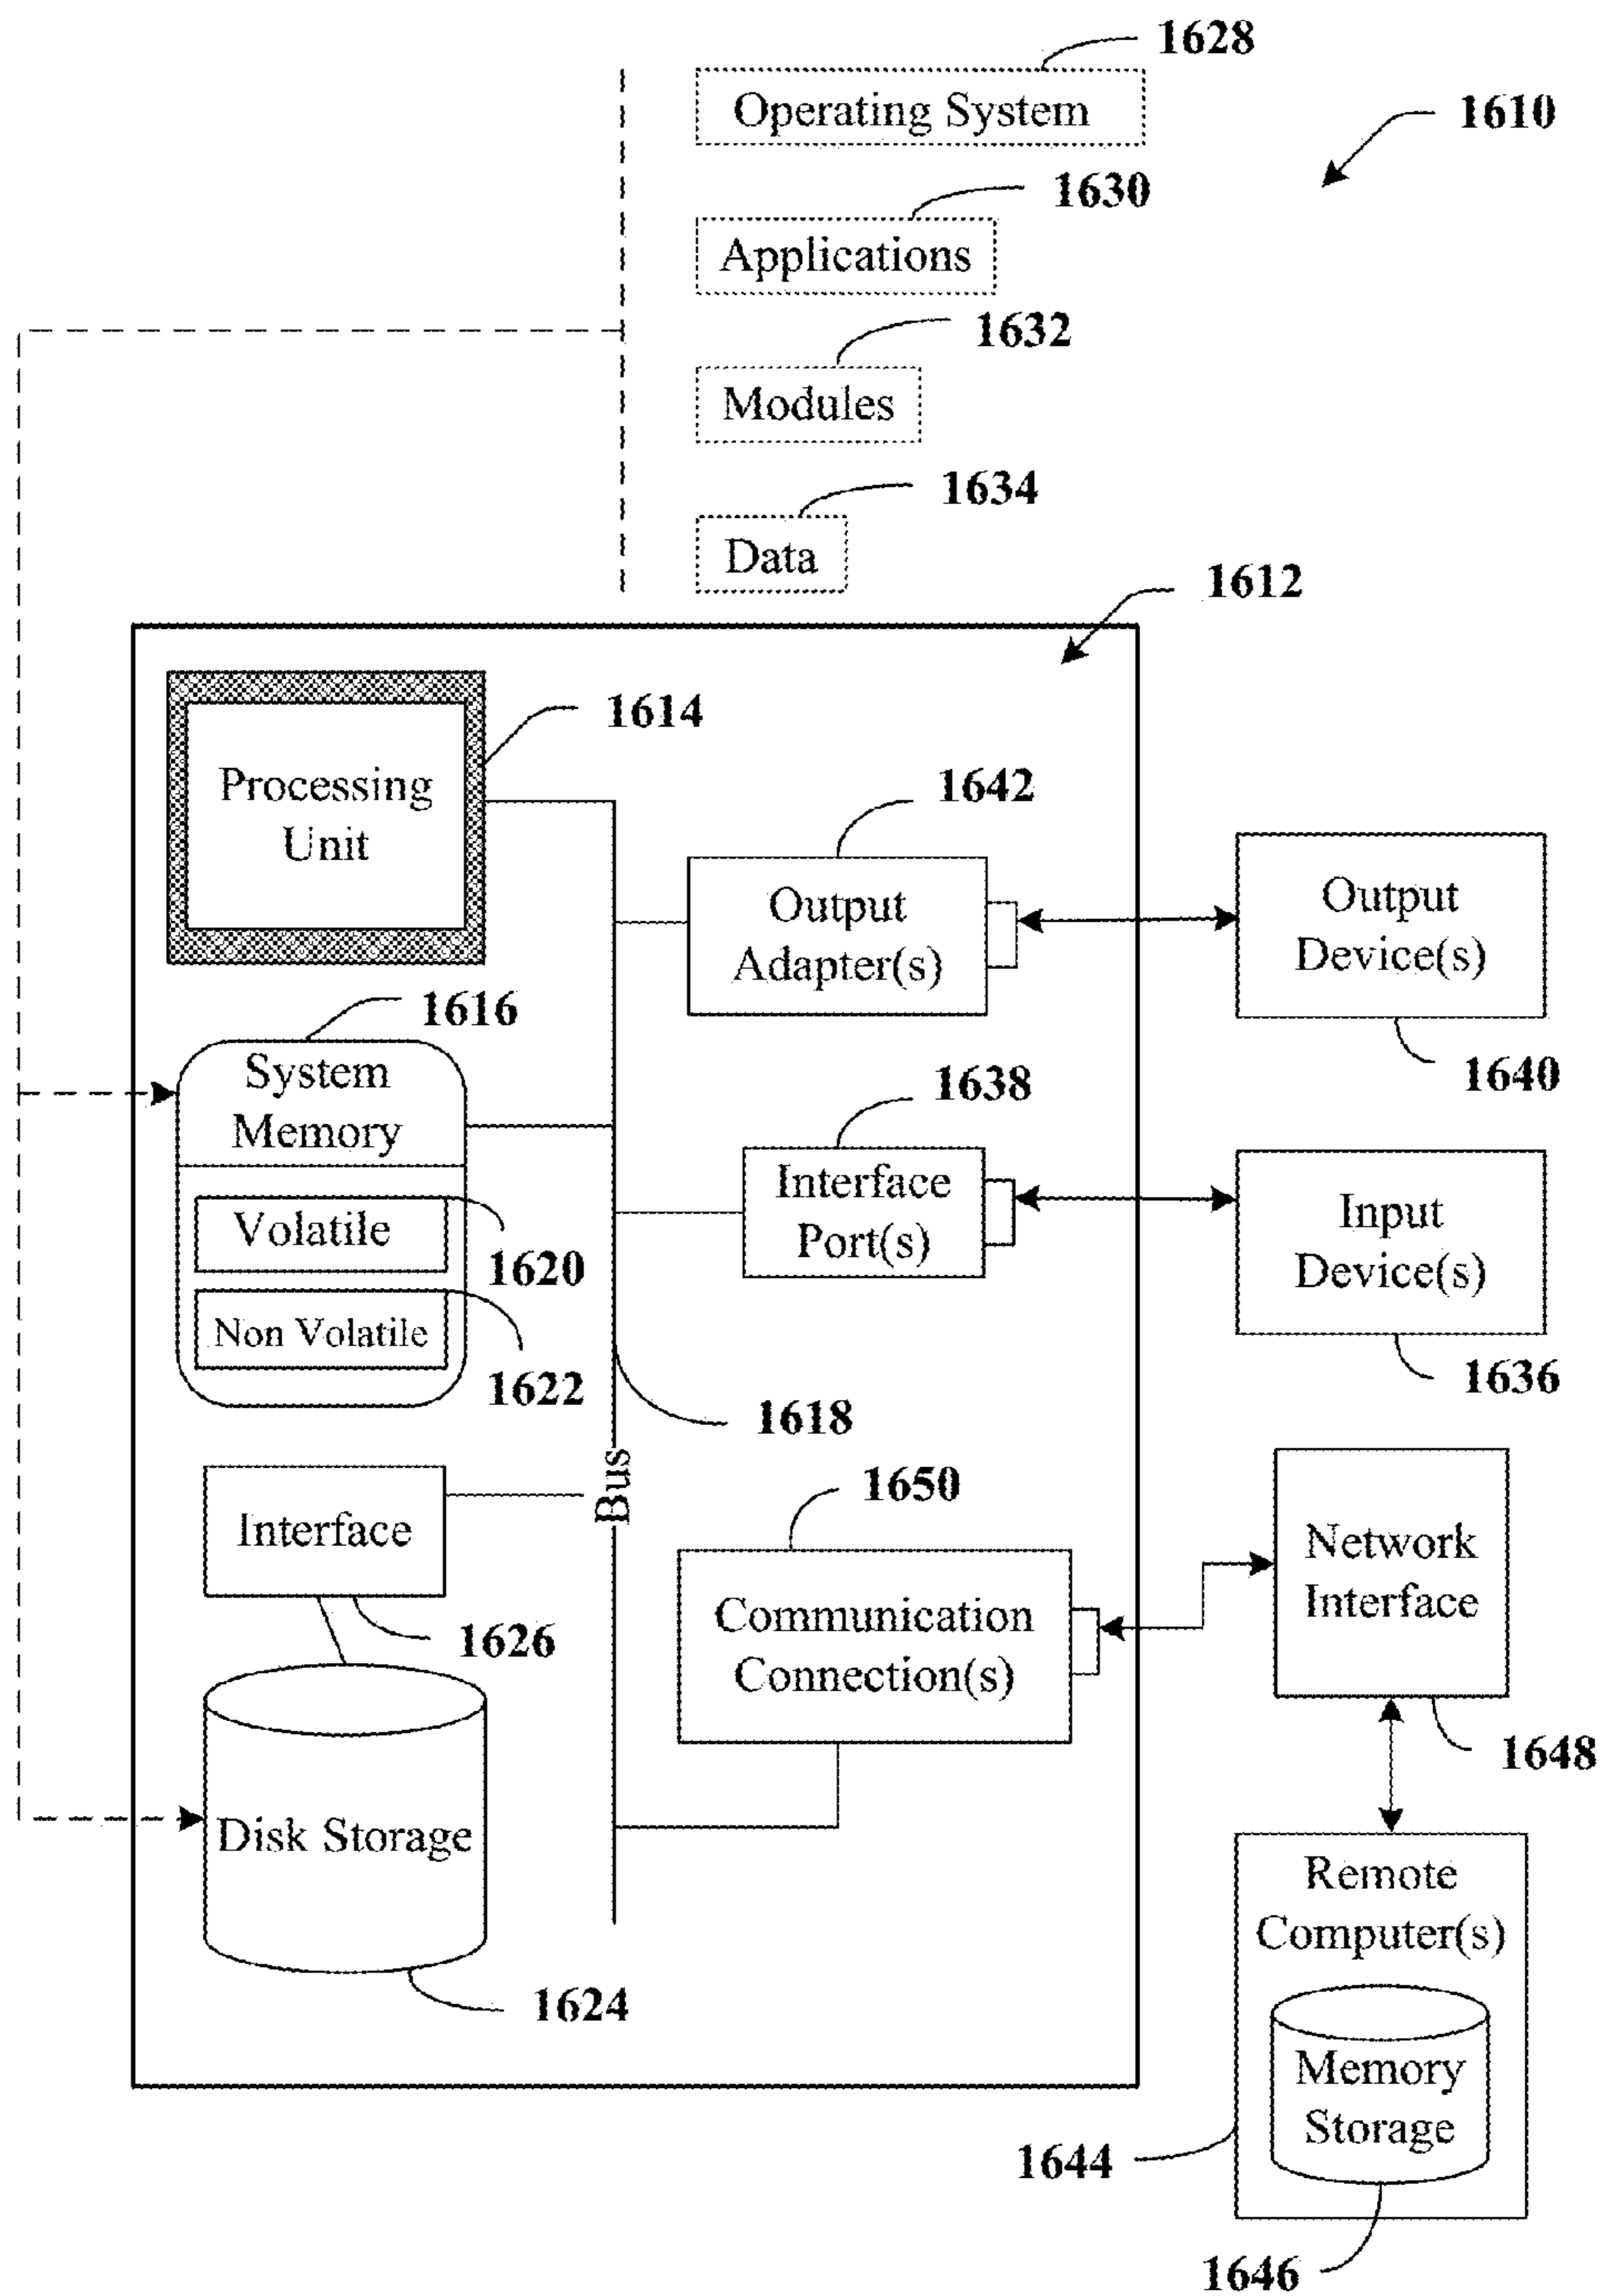 1628
Operating System
1610
1630
Applications
1632
Modules
1634
Data
1612
1614
Processing
Unit
1642
Output
Adapter(s)
Output
Device(s)
1640
1616
System
Memory
1638
Interface
Port(s)
Input
Device(s)
1636
Volatile
1620
Non Volatile
1622
1618
Bus
1650
Interface
1626
Communication
Connection(s)
Network
Interface
1648
Disk Storage
1624
Remote
Computer(s)
Memory
Storage
1644
1646